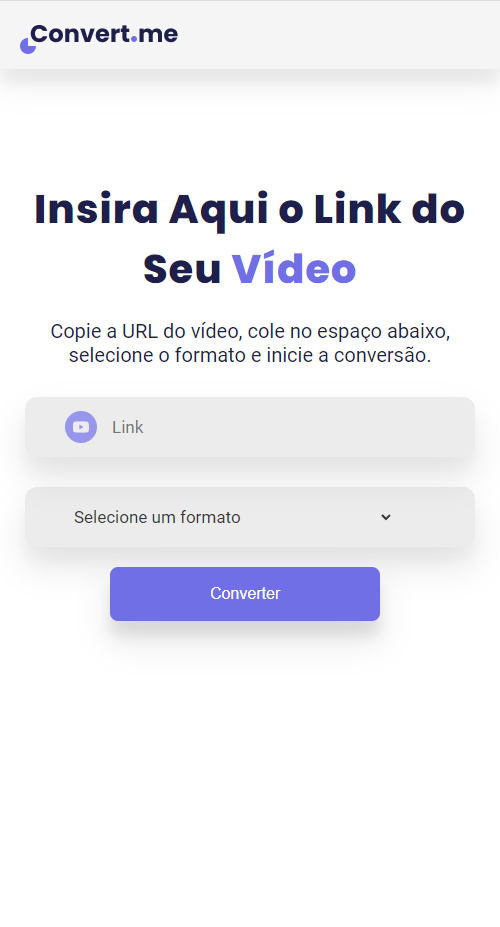 Convert.me
Insira Aqui o Link do
Seu Vídeo
Copie a URL do vídeo, cole no espaço abaixo,
selecione o formato e inicie a conversão.
Link
Selecione um formato
Converter